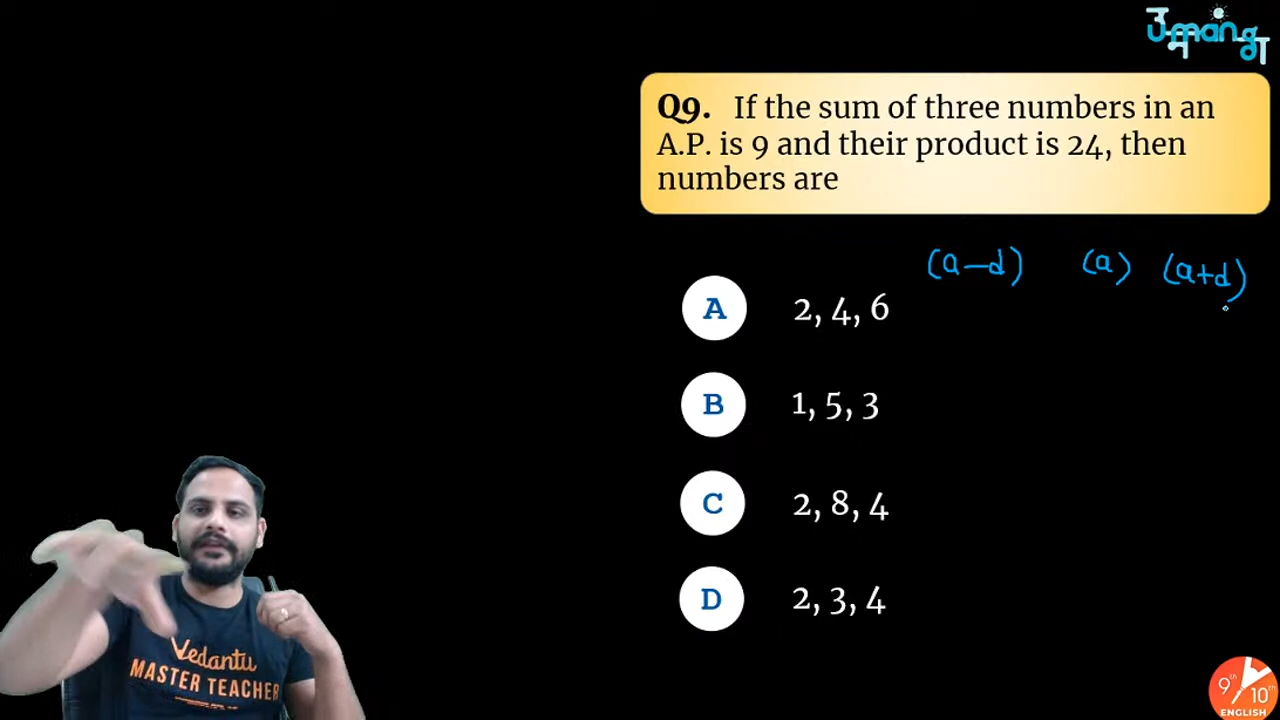 उमंग
Q9. If the sum of three numbers in an
A.P. is 9 and their product is 24, then
numbers are
(a-d) (a) (a+d)
A 2, 4, 6
B 1, 5, 3
C 2, 8, 4
D 2, 3, 4
Vedantu
MASTER TEACHER
9th 10th
ENGLISH